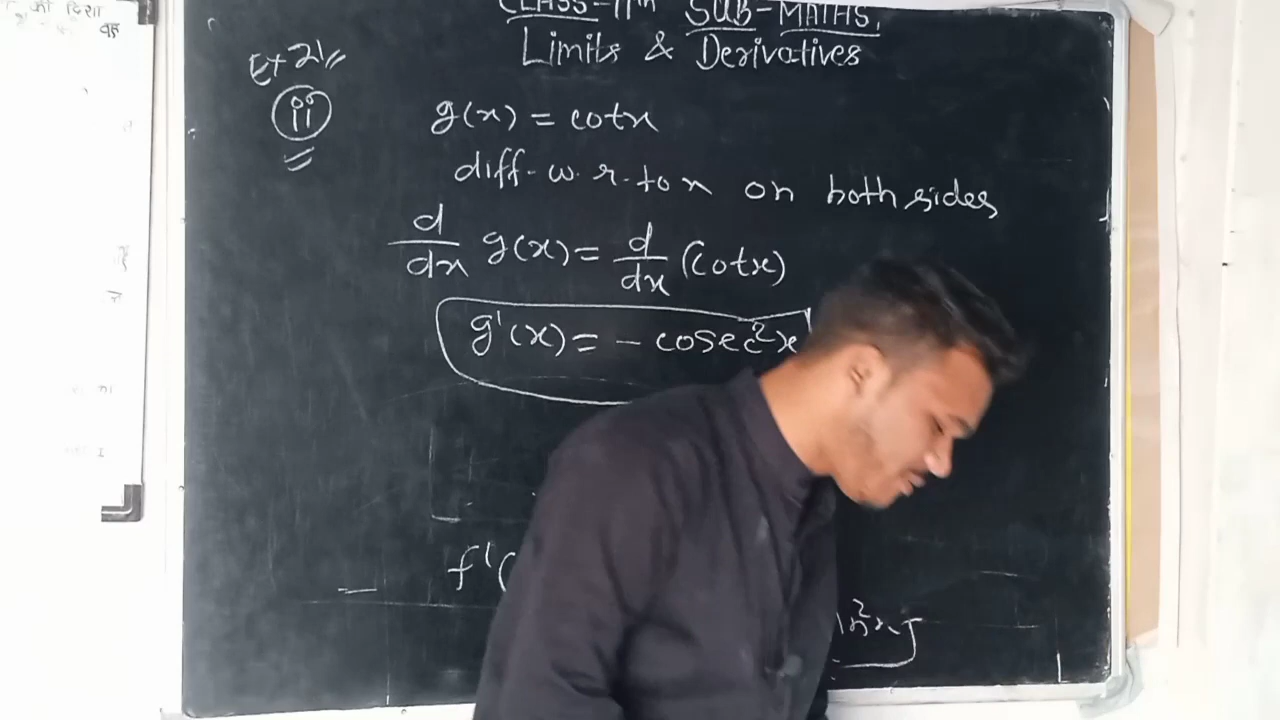 की दिशा
CLASS-11th SUB-MATHS,
Limits & Derivatives
Ex 21
ii
g(x) = cotx
diff. w. r. to x on both sides
d/dx g(x) = d/dx (cotx)
g'(x) = - cosec²x
f'(